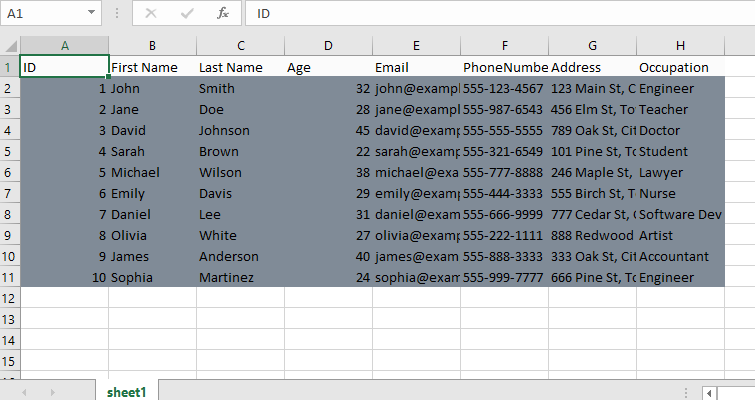 A1 fx ID
A B C D E F G H
1 ID First Name Last Name Age Email PhoneNumbe Address Occupation
2 1 John Smith 32 john@exampl 555-123-4567 123 Main St, C Engineer
3 2 Jane Doe 28 jane@exampl 555-987-6543 456 Elm St, To Teacher
4 3 David Johnson 45 david@examp 555-555-5555 789 Oak St, Cit Doctor
5 4 Sarah Brown 22 sarah@examp 555-321-6549 101 Pine St, To Student
6 5 Michael Wilson 38 michael@exa 555-777-8888 246 Maple St, Lawyer
7 6 Emily Davis 29 emily@examp 555-444-3333 555 Birch St, T Nurse
8 7 Daniel Lee 31 daniel@exam 555-666-9999 777 Cedar St, Software Dev
9 8 Olivia White 27 olivia@exam 555-222-1111 888 Redwood Artist
10 9 James Anderson 40 james@exam 555-888-3333 333 Oak St, Cit Accountant
11 10 Sophia Martinez 24 sophia@exam 555-999-7777 666 Pine St, To Engineer
12
13
14
15
sheet1